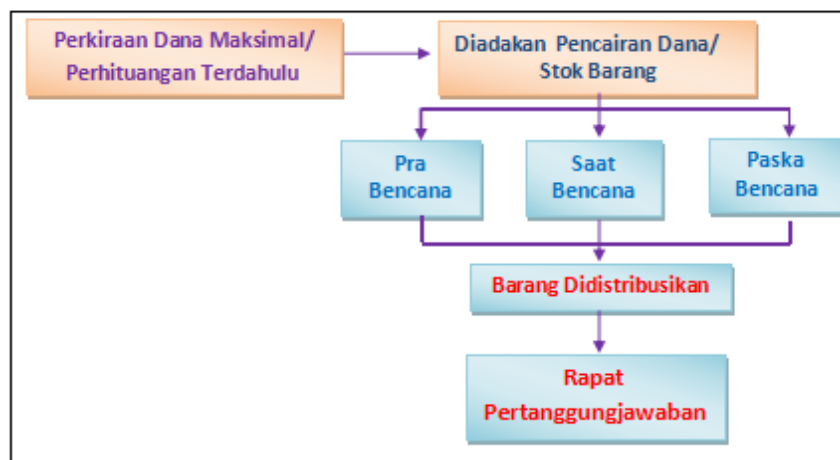 Perkiraan Dana Maksimal/
Perhituangan Terdahulu
Diadakan Pencairan Dana/
Stok Barang
Pra
Bencana
Saat
Bencana
Paska
Bencana
Barang Didistribusikan
Rapat
Pertanggungjawaban